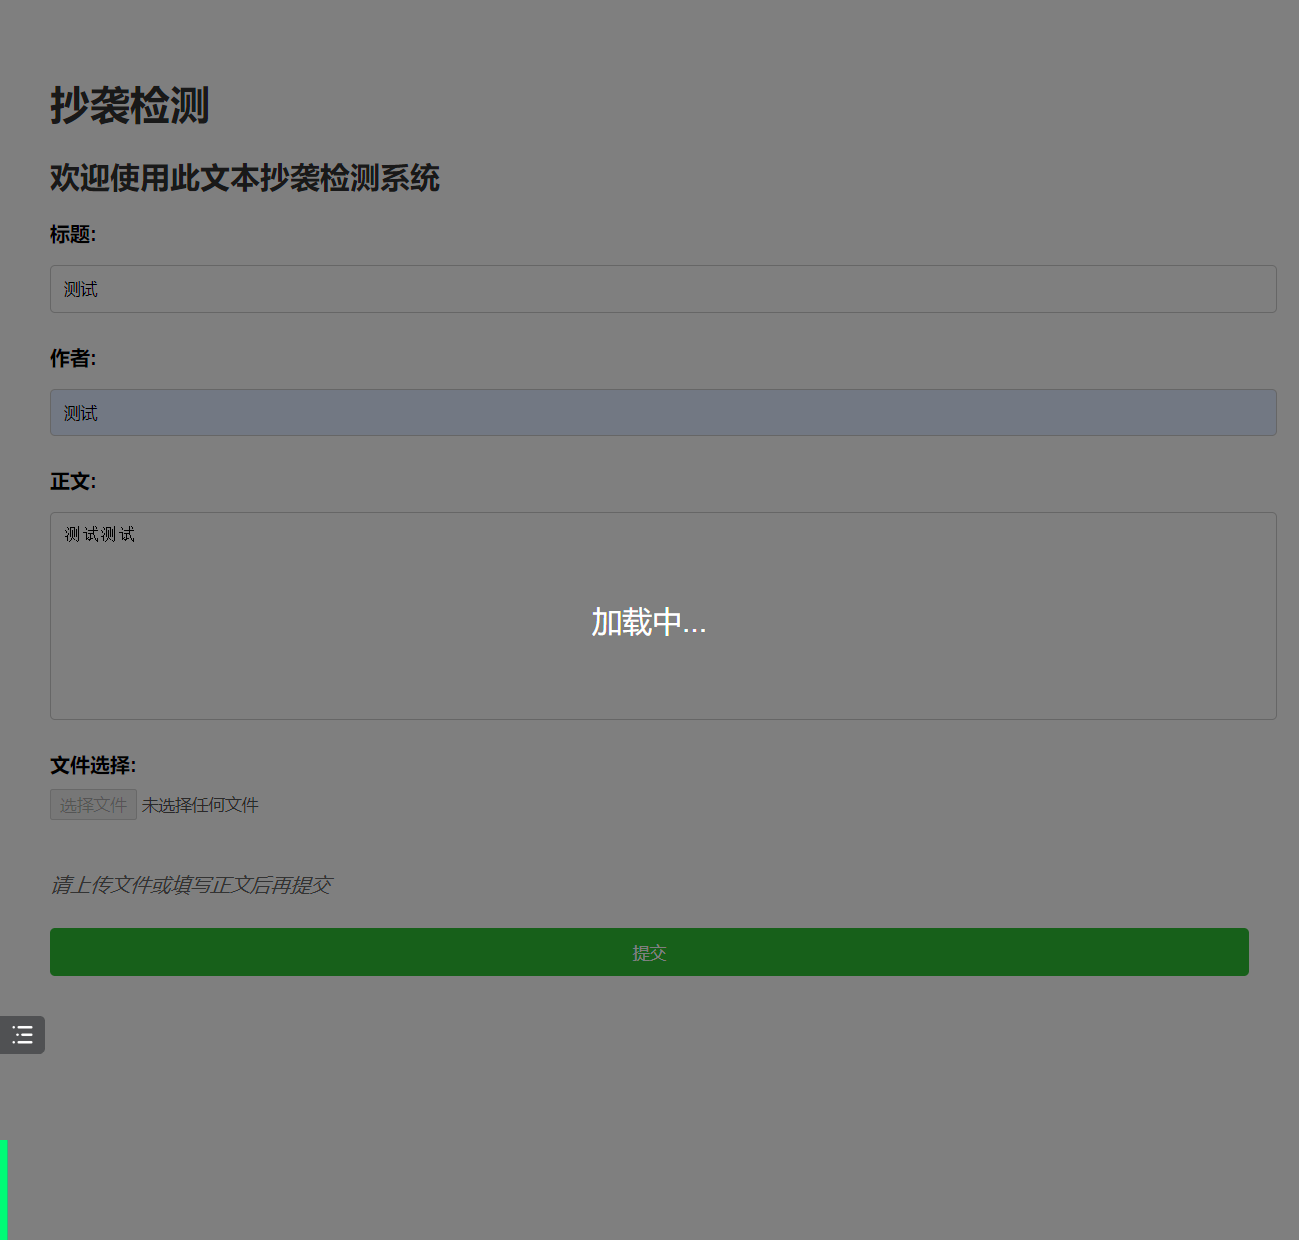 抄袭检测
欢迎使用此文本抄袭检测系统
标题:
测试
作者:
测试
正文:
测试测试
加载中...
文件选择:
选择文件 未选择任何文件
请上传文件或填写正文后再提交
提交